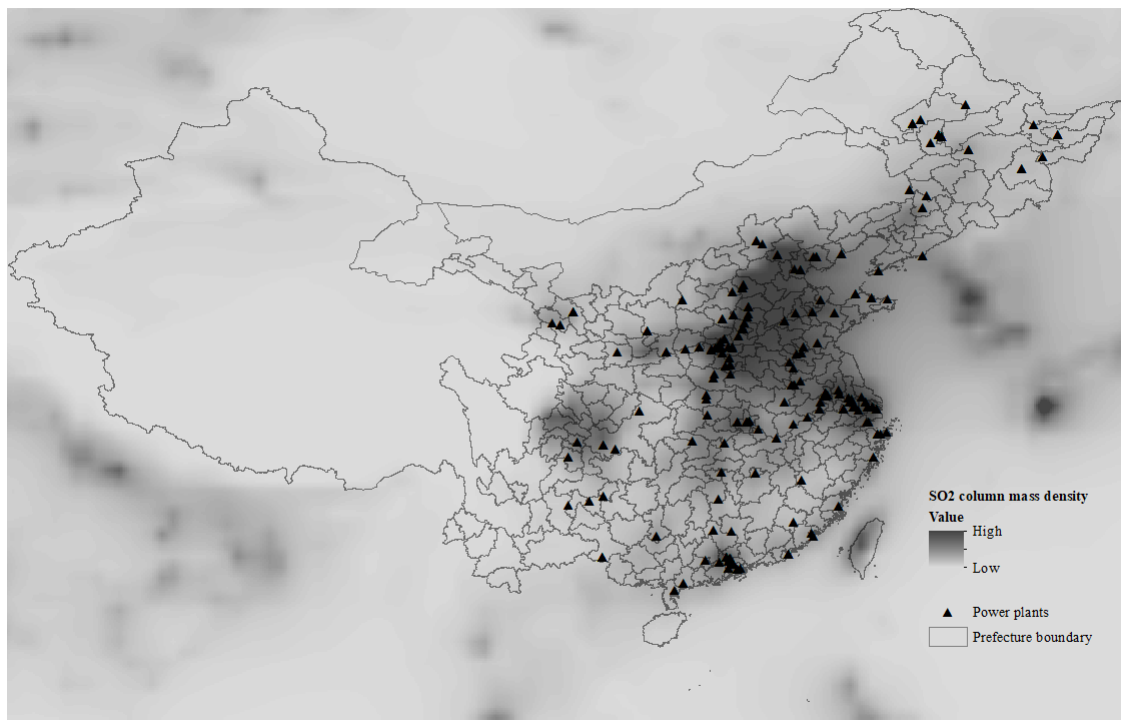 SO2 column mass density
Value
High
Low
Power plants
Prefecture boundary